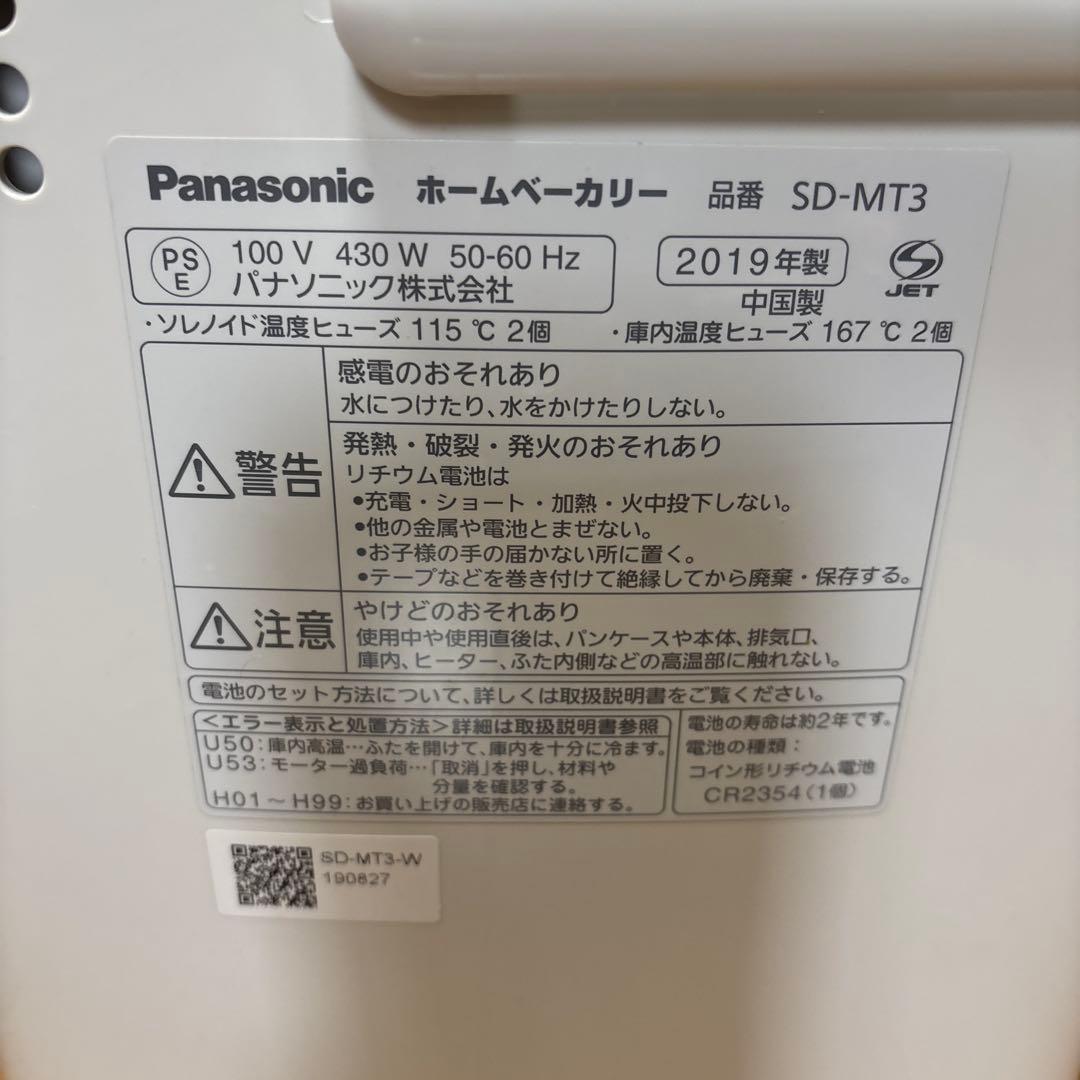 Panasonic ホームベーカリー 品番 SD-MT3
PS E 100 V 430 W 50-60 Hz
パナソニック株式会社
2019年製
中国製
JET
・ソレノイド温度ヒューズ 115 ℃ 2個 ・庫内温度ヒューズ 167 ℃ 2個
警告
感電のおそれあり
水につけたり、水をかけたりしない。
発熱・破裂・発火のおそれあり
リチウム電池は
●充電・ショート・加熱・火中投下しない。
●他の金属や電池とまぜない。
●お子様の手の届かない所に置く。
●テープなどを巻き付けて絶縁してから廃棄・保存する。
注意
やけどのおそれあり
使用中や使用直後は、パンケースや本体、排気口、
庫内、ヒーター、ふた内側などの高温部に触れない。
電池のセット方法について、詳しくは取扱説明書をご覧ください。
＜エラー表示と処置方法＞詳細は取扱説明書参照
U50：庫内高温…ふたを開けて、庫内を十分に冷ます。
U53：モーター過負荷…「取消」を押し、材料や
分量を確認する。
H01～H99：お買い上げの販売店に連絡する。
電池の寿命は約2年です。
電池の種類：
コイン形リチウム電池
CR2354（1個）
SD-MT3-W
190827